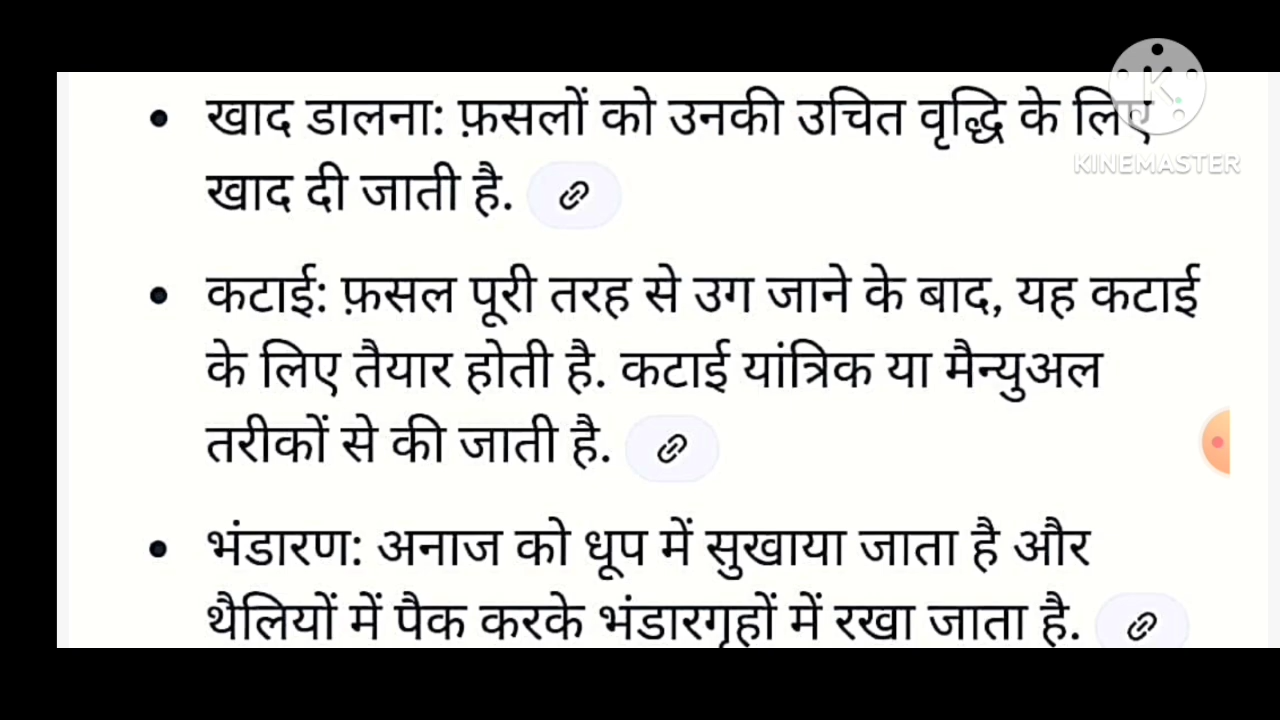 खाद डालना: फ़सलों को उनकी उचित वृद्धि के लिए
KINEMASTER
खाद दी जाती है.
कटाई: फ़सल पूरी तरह से उग जाने के बाद, यह कटाई
के लिए तैयार होती है. कटाई यांत्रिक या मैन्युअल
तरीकों से की जाती है.
भंडारण: अनाज को धूप में सुखाया जाता है और
थैलियों में पैक करके भंडारगृहों में रखा जाता है.